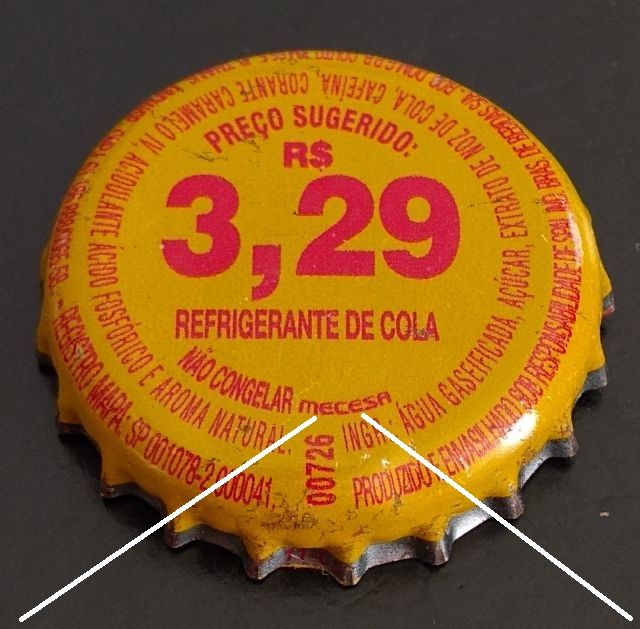 PREÇO SUGERIDO:
R$
3,29
REFRIGERANTE DE COLA
NÃO CONGELAR mecesa
INGR.: ÁGUA GASEIFICADA, AÇÚCAR, EXTRATO DE NOZ DE COLA, CAFEÍNA, CORANTE CARAMELO IV, ACIDULANTE ÁCIDO FOSFÓRICO E AROMA NATURAL.
PRODUZIDO E ENVASILHADO SOB RESPONSABILIDADE DE
REGISTRO MAPA: SP 001078-2.000041.
00726